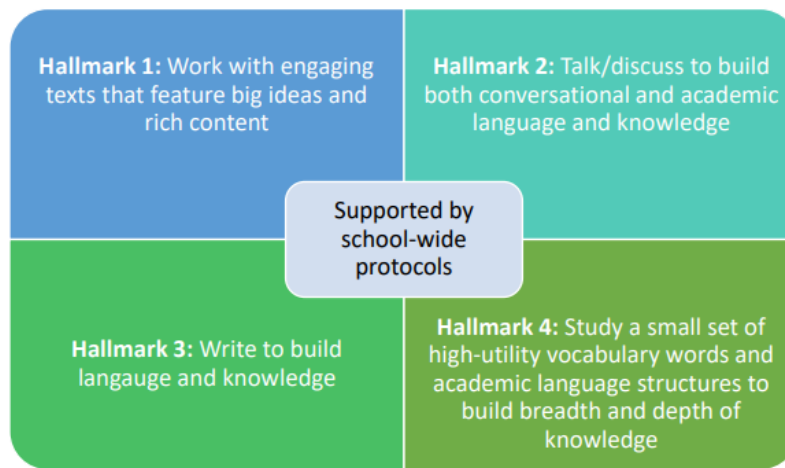 Hallmark 1: Work with engaging
texts that feature big ideas and
rich content
Hallmark 2: Talk/discuss to build
both conversational and academic
language and knowledge
Supported by
school-wide
protocols
Hallmark 3: Write to build
langauge and knowledge
Hallmark 4: Study a small set of
high-utility vocabulary words and
academic language structures to
build breadth and depth of
knowledge